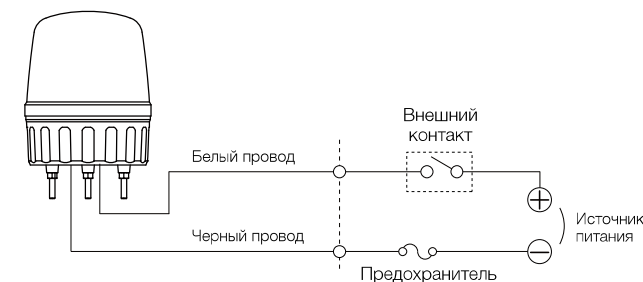 Внешний
контакт
Белый провод
Черный провод
Источник
питания
Предохранитель